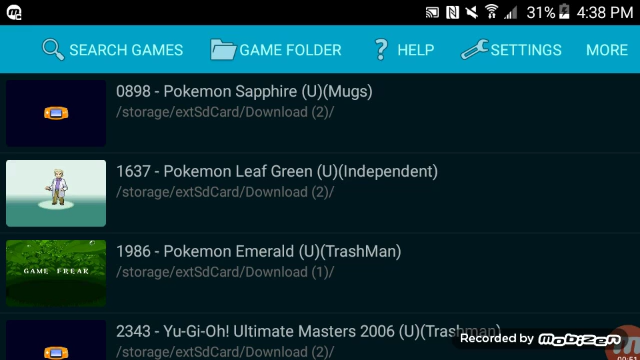 31% 4:38 PM
SEARCH GAMES GAME FOLDER ? HELP SETTINGS MORE
0898 - Pokemon Sapphire (U)(Mugs)
/storage/extSdCard/Download (2)/
1637 - Pokemon Leaf Green (U)(Independent)
/storage/extSdCard/Download (2)/
GAME FREAK
1986 - Pokemon Emerald (U)(TrashMan)
/storage/extSdCard/Download (1)/
2343 - Yu-Gi-Oh! Ultimate Masters 2006 (U)(Trashman)
/storage/extSdCard/Download (2)/
Recorded by Mobizen